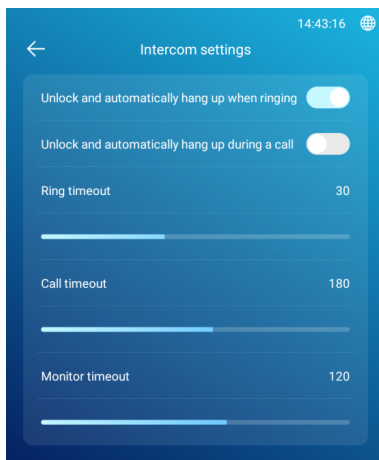 14:43:16
Intercom settings
Unlock and automatically hang up when ringing
Unlock and automatically hang up during a call
Ring timeout 30
Call timeout 180
Monitor timeout 120